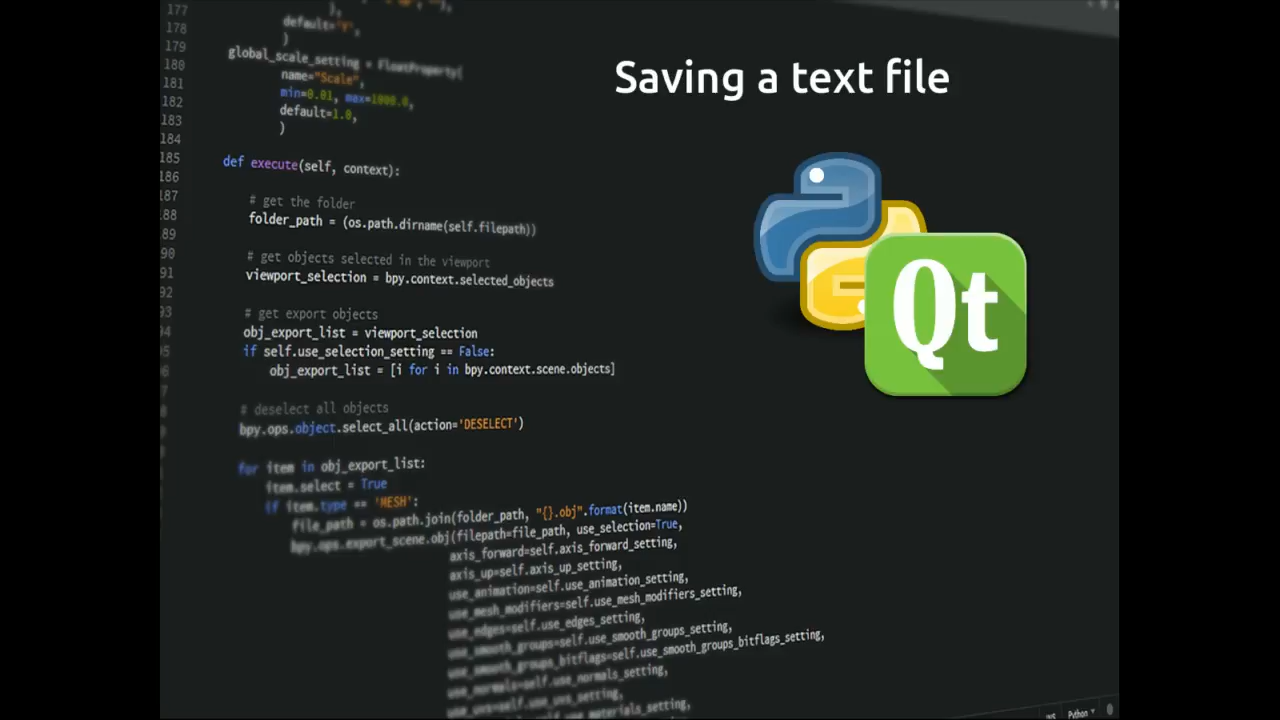 Saving a text file
Qt
177
178
179
180
181
182
183
184
185
186
187
188
default='Y',
)
global_scale_setting = FloatProperty(
name="Scale",
min=0.01, max=1000.0,
default=1.0,
)
def execute(self, context):
# get the folder
folder_path = (os.path.dirname(self.filepath))
# get objects selected in the viewport
viewport_selection = bpy.context.selected_objects
# get export objects
obj_export_list = viewport_selection
if self.use_selection_setting == False:
obj_export_list = [i for i in bpy.context.scene.objects]
# deselect all objects
bpy.ops.object.select_all(action='DESELECT')
for item in obj_export_list:
item.select = True
if item.type == 'MESH':
file_path = os.path.join(folder_path, "{}.obj".format(item.name))
bpy.ops.export_scene.obj(filepath=file_path, use_selection=True,
axis_forward=self.axis_forward_setting,
axis_up=self.axis_up_setting,
use_animation=self.use_animation_setting,
use_mesh_modifiers=self.use_mesh_modifiers_setting,
use_edges=self.use_edges_setting,
use_smooth_groups=self.use_smooth_groups_setting,
use_smooth_groups_bitflags=self.use_smooth_groups_bitflags_setting,
use_normals=self.use_normals_setting,
use_uvs=self.use_uvs_setting,
use_materials=self.use_materials_setting,
Python